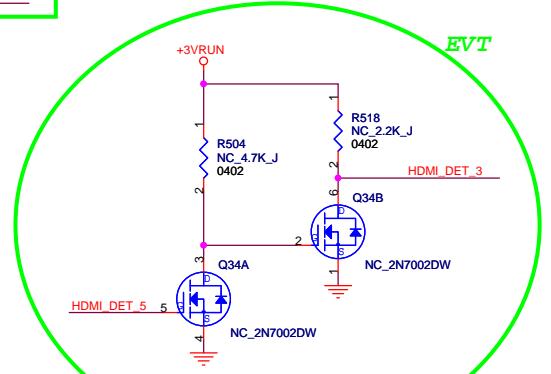 EVT
+3VRUN
1
R518
NC_2.2K_J
0402
1
R504
NC_4.7K_J
0402
2
HDMI_DET_3
2
6
Q34B
D
2
G
S
3
Q34A
1
NC_2N7002DW
D
HDMI_DET_5
5
G
S
4
NC_2N7002DW